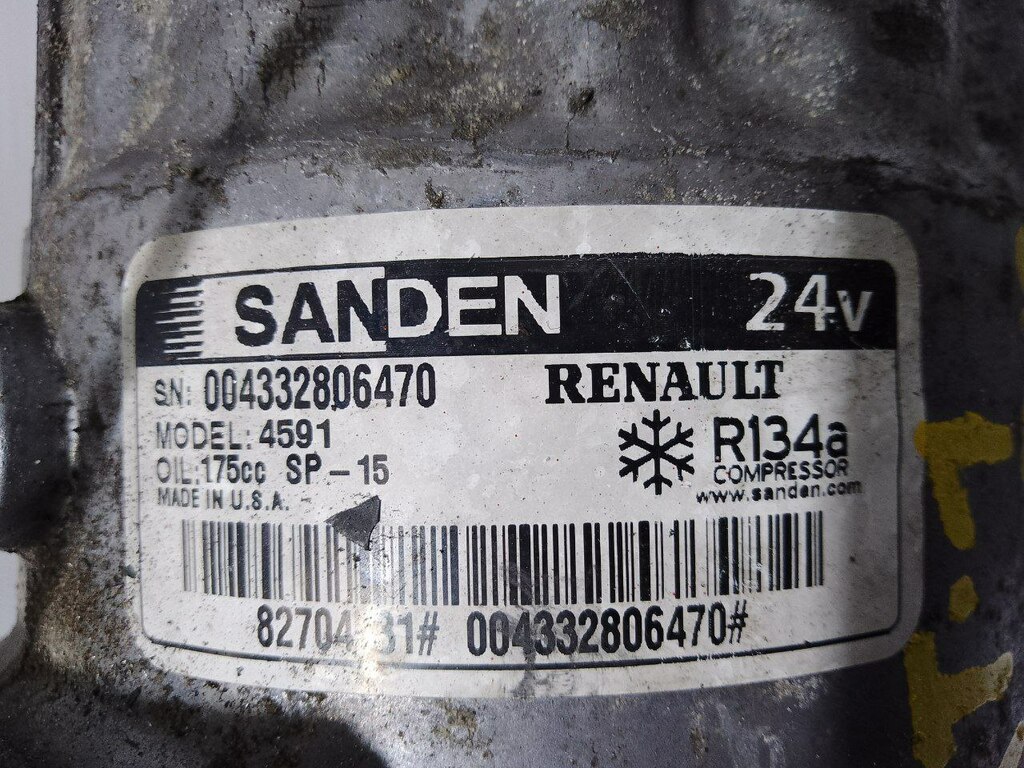 SANDEN 24v
S.N: 004332806470 RENAULT
MODEL: 4591 R134a
OIL: 175cc SP-15 COMPRESSOR
MADE IN U.S.A. www.sanden.com
004332806470#